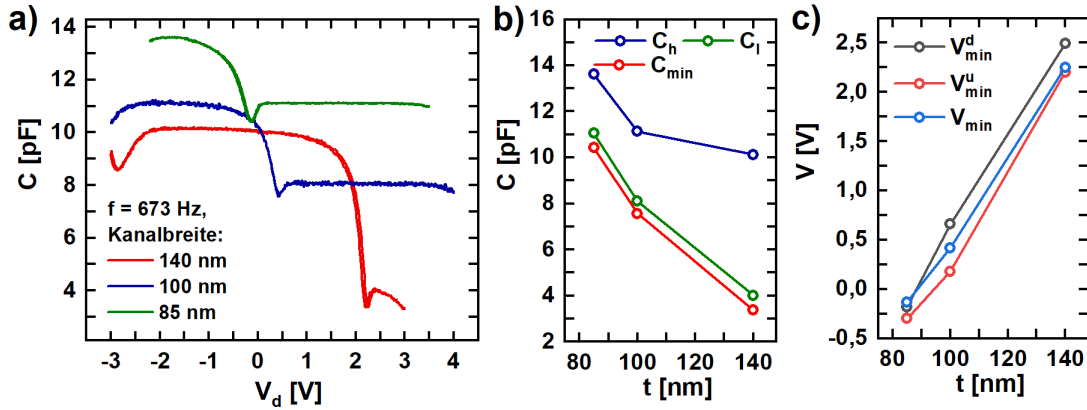 a)
C [pF]
14
12
10
8
6
4
f = 673 Hz,
Kanalbreite:
140 nm
100 nm
85 nm
-3 -2 -1 0 1 2 3 4
V_d [V]
b)
C [pF]
16
14
12
10
8
6
4
2
C_h C_l
C_min
80 100 120 140
t [nm]
c)
V [V]
2,5
2,0
1,5
1,0
0,5
0,0
-0,5
V^d_min
V^u_min
V_min
80 100 120 140
t [nm]